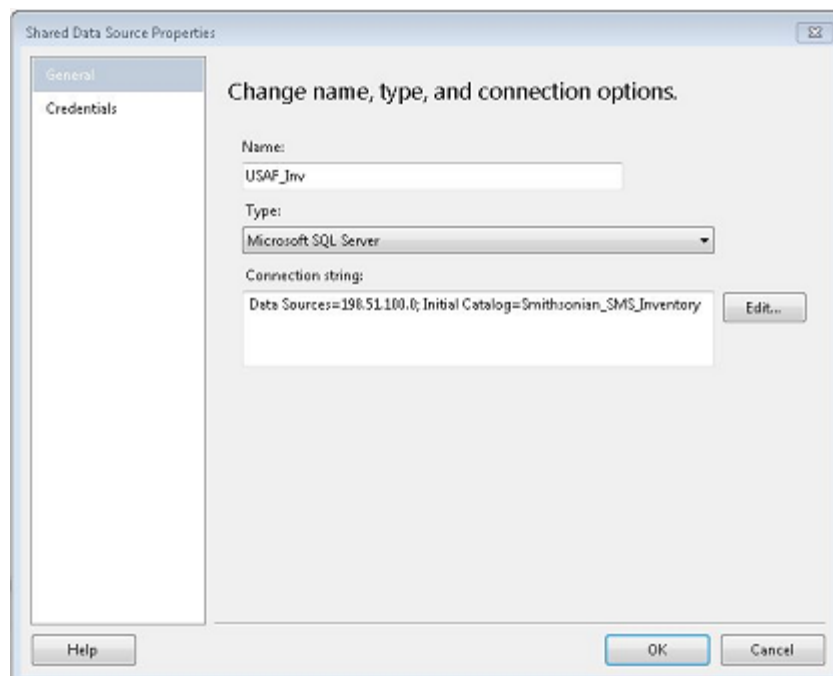 Shared Data Source Properties
General
Credentials
Change name, type, and connection options.
Name:
USAF_Inv
Type:
Microsoft SQL Server
Connection string:
Data Sources=198.51.100.0; Initial Catalog=Smithsonian_SMS_Inventory
Edit...
Help
OK
Cancel